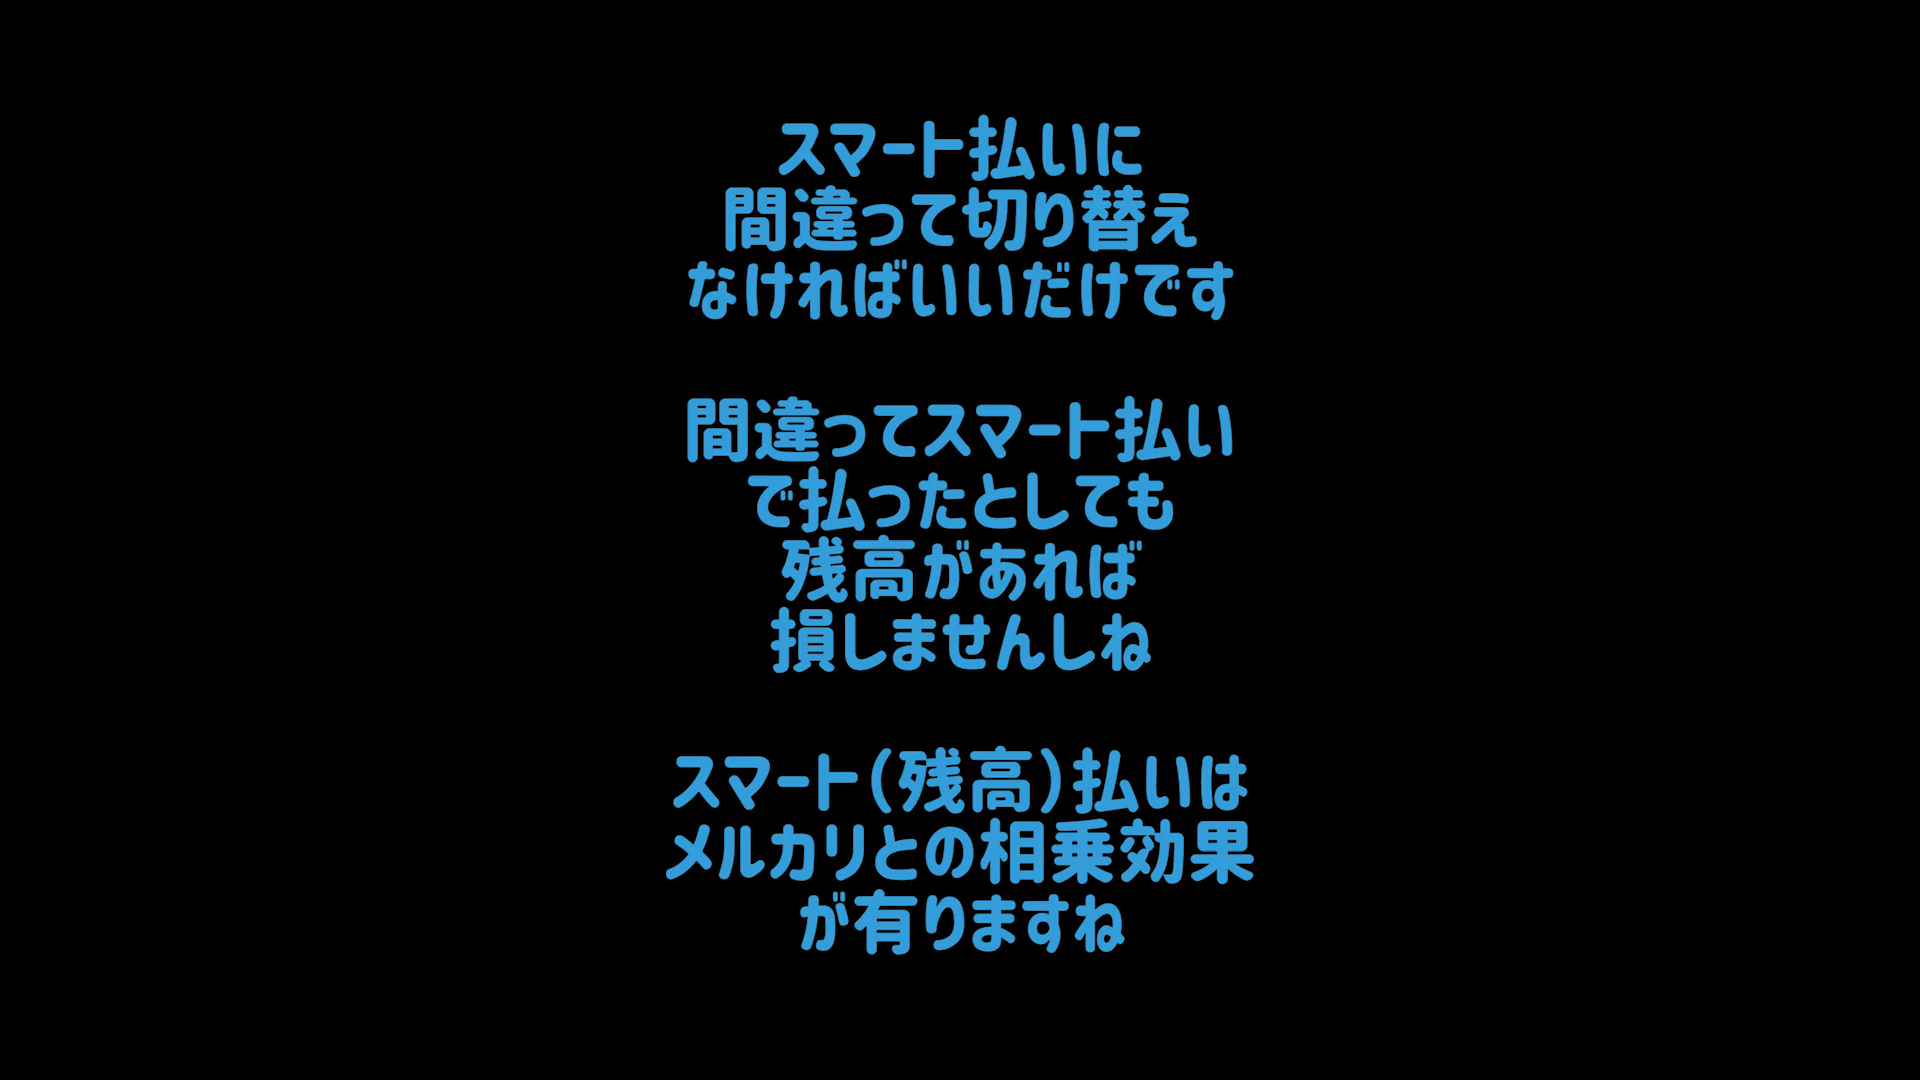 スマート払いに
間違って切り替え
なければいいだけです
間違ってスマート払い
で払ったとしても
残高があれば
損しませんしね
スマート(残高)払いは
メルカリとの相乗効果
が有りますね